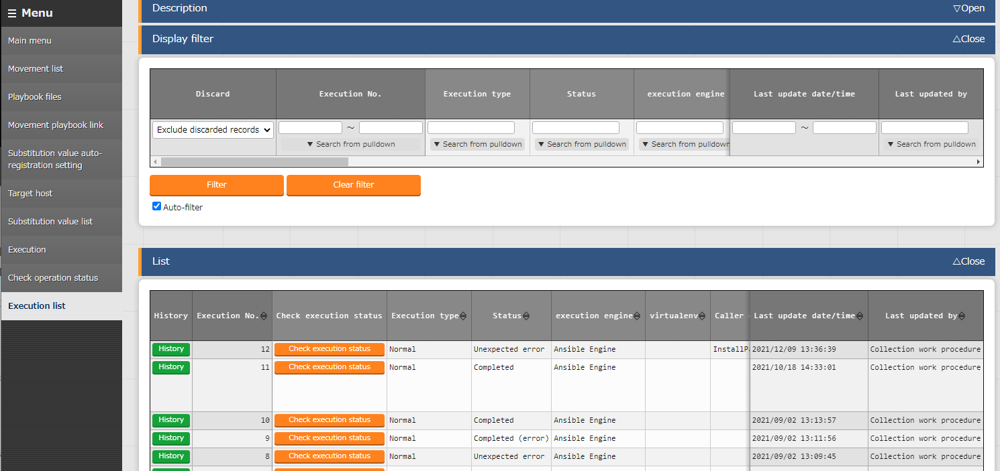 ☰ Menu
Main menu
Movement list
Playbook files
Movement playbook link
Substitution value auto-
registration setting
Target host
Substitution value list
Execution
Check operation status
Execution list
Description ▽Open
Display filter △Close
Discard Execution No. Execution type Status execution engine Last update date/time Last updated by
Exclude discarded records ～ ～
▼ Search from pulldown ▼ Search from pulldown ▼ Search from pulldown ▼ Search from pulldown ▼ Search from pulldown
Filter Clear filter
Auto-filter
List △Close
History Execution No. Check execution status Execution type Status execution engine virtualenv Caller Last update date/time Last updated by
History 12 Check execution status Normal Unexpected error Ansible Engine InstallP 2021/12/09 13:36:39 Collection work procedure
History 11 Check execution status Normal Completed Ansible Engine 2021/10/18 14:33:01 Collection work procedure
History 10 Check execution status Normal Completed Ansible Engine 2021/09/02 13:13:57 Collection work procedure
History 9 Check execution status Normal Completed (error) Ansible Engine 2021/09/02 13:11:56 Collection work procedure
History 8 Check execution status Normal Unexpected error Ansible Engine 2021/09/02 13:09:45 Collection work procedure